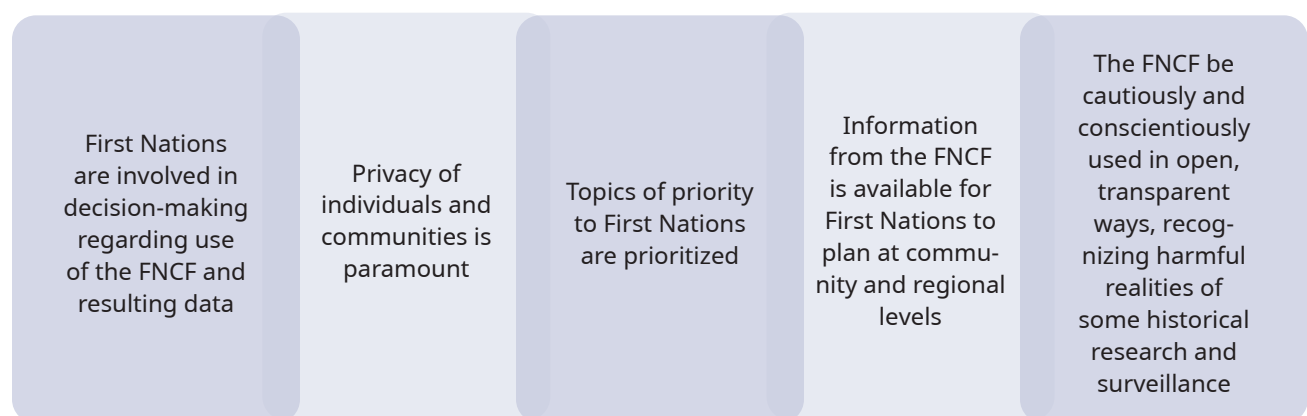 First Nations
are involved in
decision-making
regarding use
of the FNCF and
resulting data
Privacy of
individuals and
communities is
paramount
Topics of priority
to First Nations
are prioritized
Information
from the FNCF
is available for
First Nations to
plan at commu-
nity and regional
levels
The FNCF be
cautiously and
conscientiously
used in open,
transparent
ways, recog-
nizing harmful
realities of
some historical
research and
surveillance